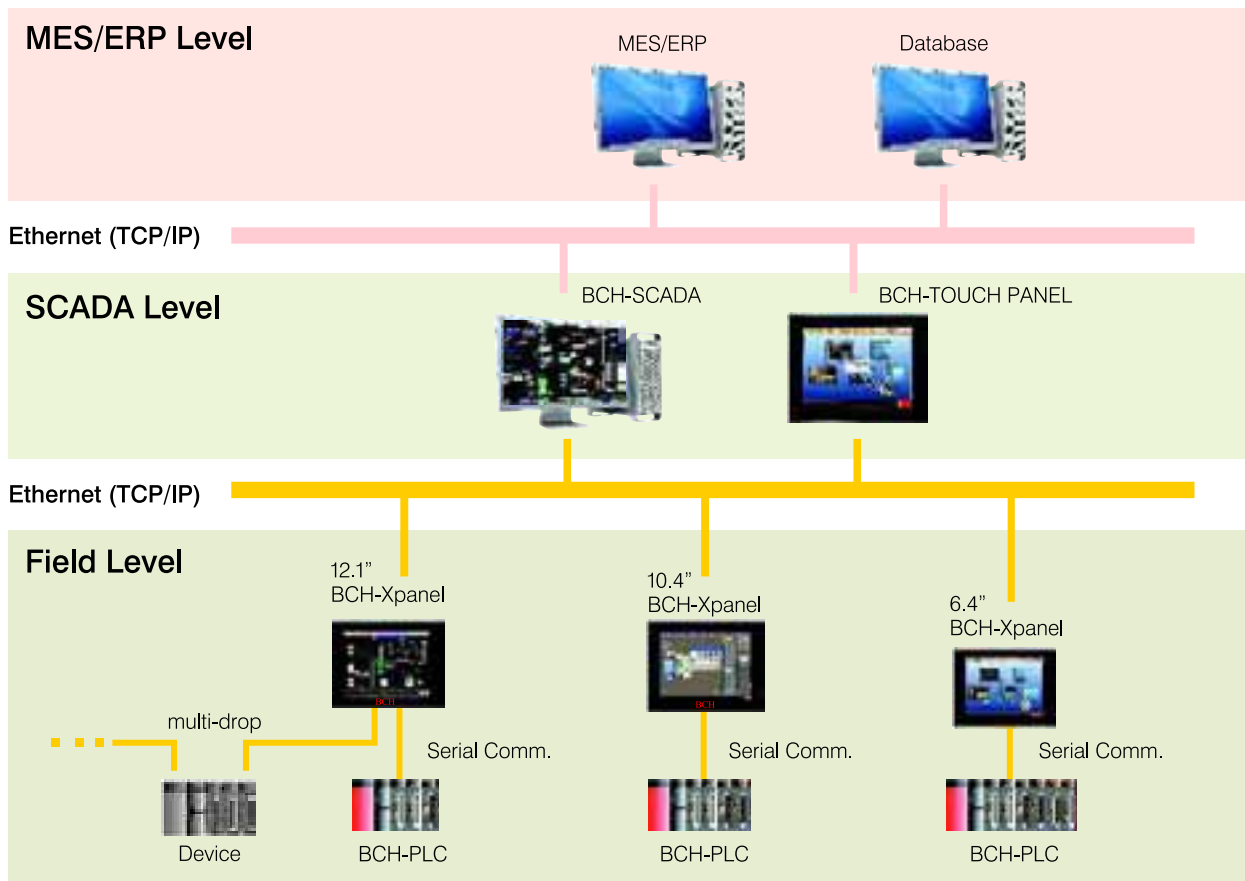 MES/ERP Level
MES/ERP
Database
Ethernet (TCP/IP)
SCADA Level
BCH-SCADA
BCH-TOUCH PANEL
Ethernet (TCP/IP)
Field Level
12.1”
BCH-Xpanel
10.4”
BCH-Xpanel
6.4”
BCH-Xpanel
BCH
BCH
multi-drop
Serial Comm.
Serial Comm.
Serial Comm.
Device
BCH-PLC
BCH-PLC
BCH-PLC